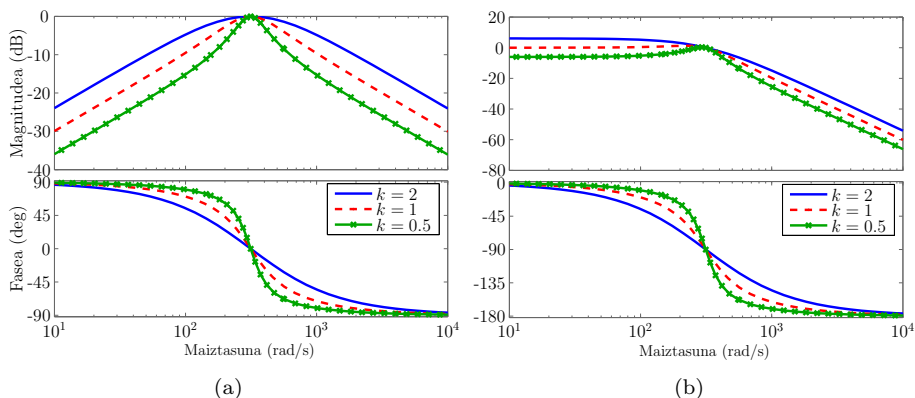 Magnitudea (dB)
0
-10
-20
-30
-40
Fasea (deg)
90
45
0
-45
-90
k = 2
k = 1
k = 0.5
10^1
10^2
10^3
10^4
Maiztasuna (rad/s)
(a)
20
0
-20
-40
-60
-80
0
-45
-90
-135
-180
k = 2
k = 1
k = 0.5
10^1
10^2
10^3
10^4
Maiztasuna (rad/s)
(b)